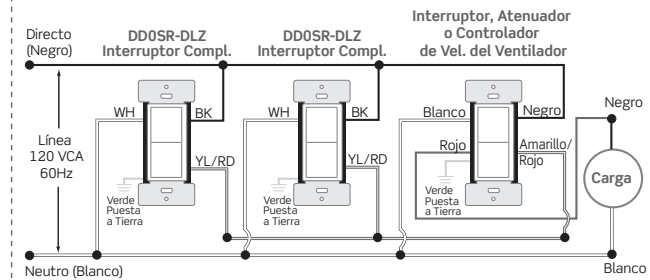 Directo
(Negro)
DD0SR-DLZ
Interruptor Compl.
DD0SR-DLZ
Interruptor Compl.
Interruptor, Atenuador
o Controlador
de Vel. del Ventilador
WH
BK
WH
BK
Blanco
Negro
Negro
Línea
120 VCA
60Hz
YL/RD
YL/RD
Rojo
Amarillo/
Rojo
Carga
Verde
Puesta
a Tierra
Verde
Puesta
a Tierra
Verde
Puesta
a Tierra
Neutro (Blanco)
Blanco